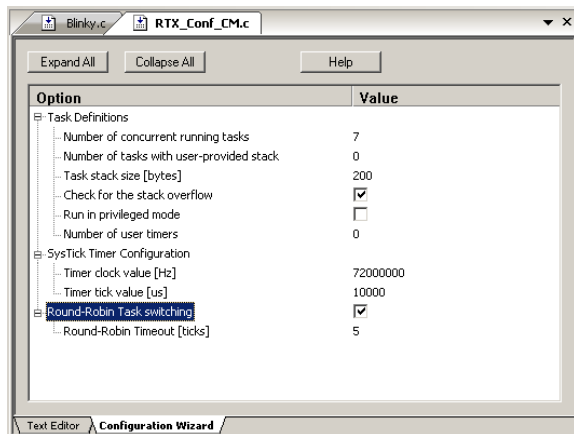 Blinky.c RTX_Conf_CM.c
Expand All Collapse All Help
Option Value
Task Definitions
Number of concurrent running tasks 7
Number of tasks with user-provided stack 0
Task stack size [bytes] 200
Check for the stack overflow
Run in privileged mode
Number of user timers 0
SysTick Timer Configuration
Timer clock value [Hz] 72000000
Timer tick value [us] 10000
Round-Robin Task switching
Round-Robin Timeout [ticks] 5
Text Editor Configuration Wizard